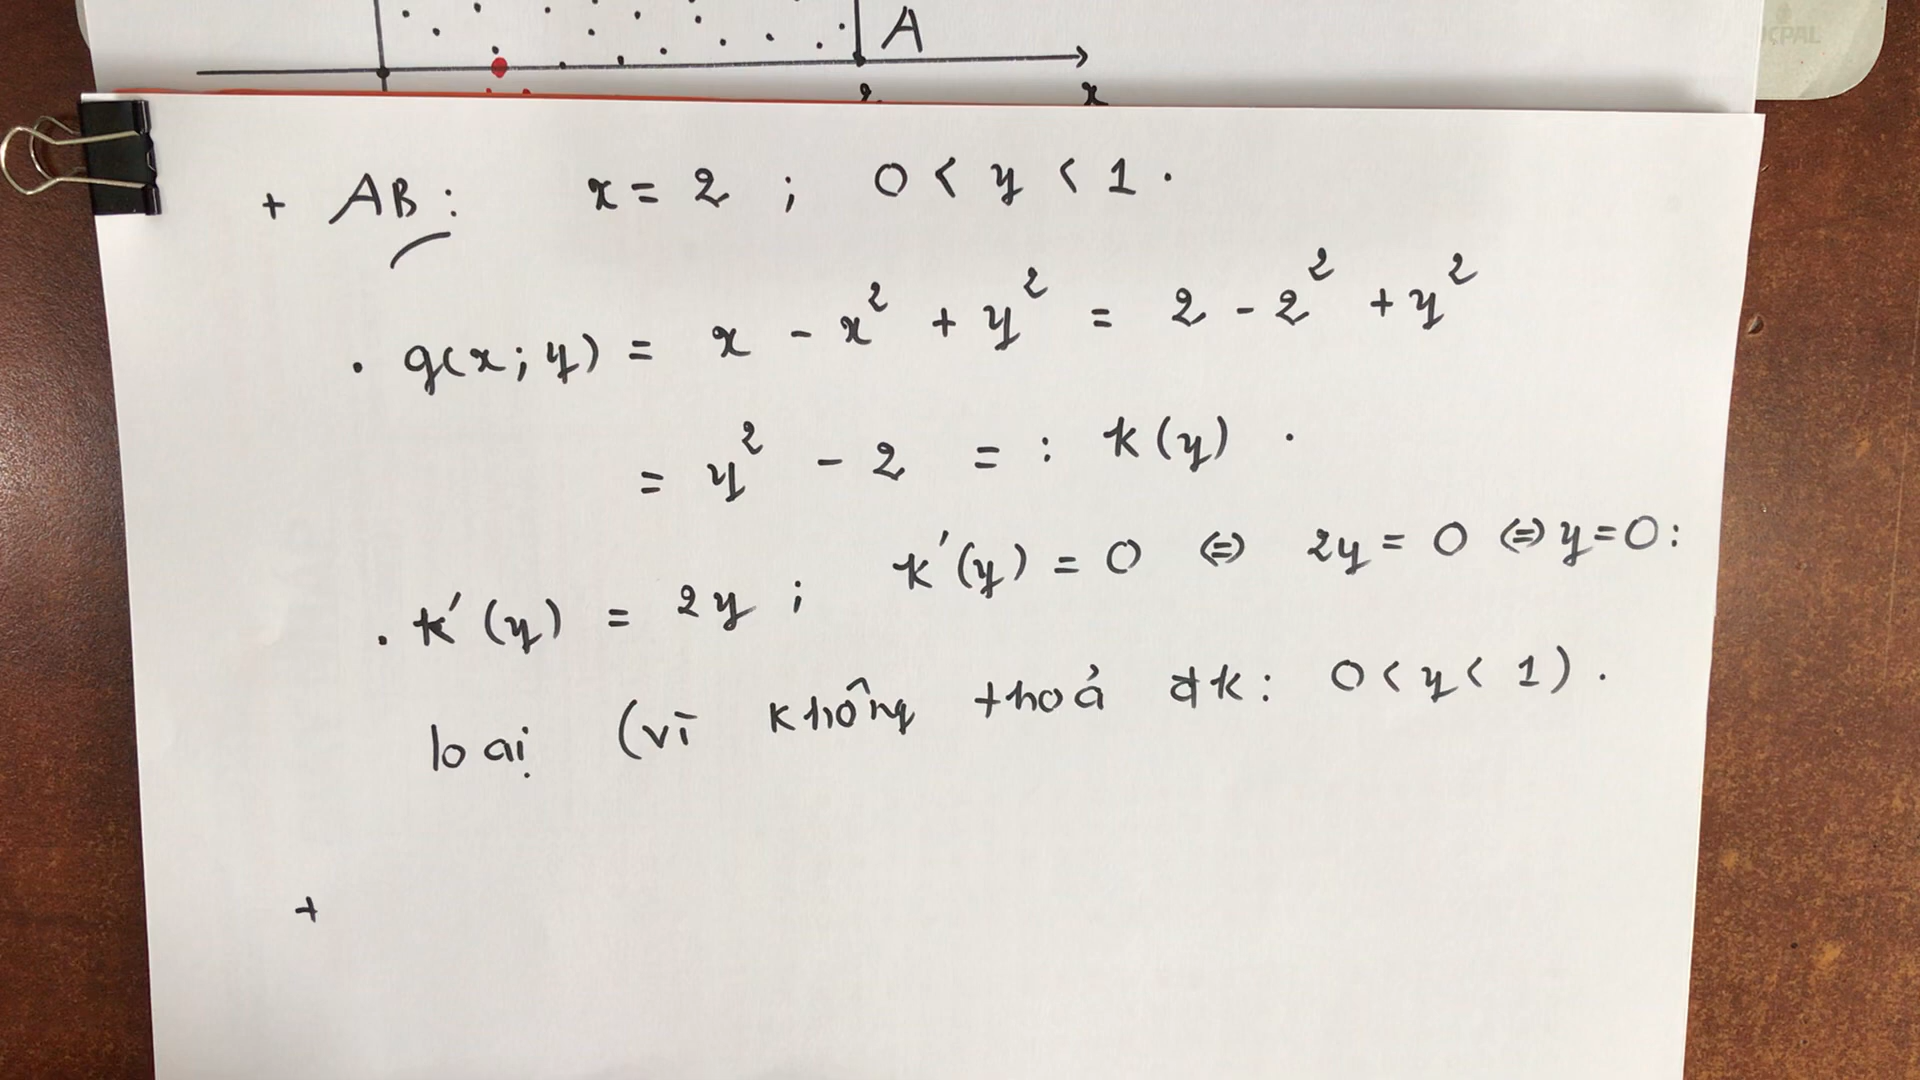 A
2 x
+ AB: x = 2 ; 0 < y < 1 .
. g(x; y) = x - x² + y² = 2 - 2² + y²
= y² - 2 = : k(y) .
. k'(y) = 2y ; k'(y) = 0 ⇔ 2y = 0 ⇔ y=0:
loại (vì không thoả đk: 0 < y < 1) .
+